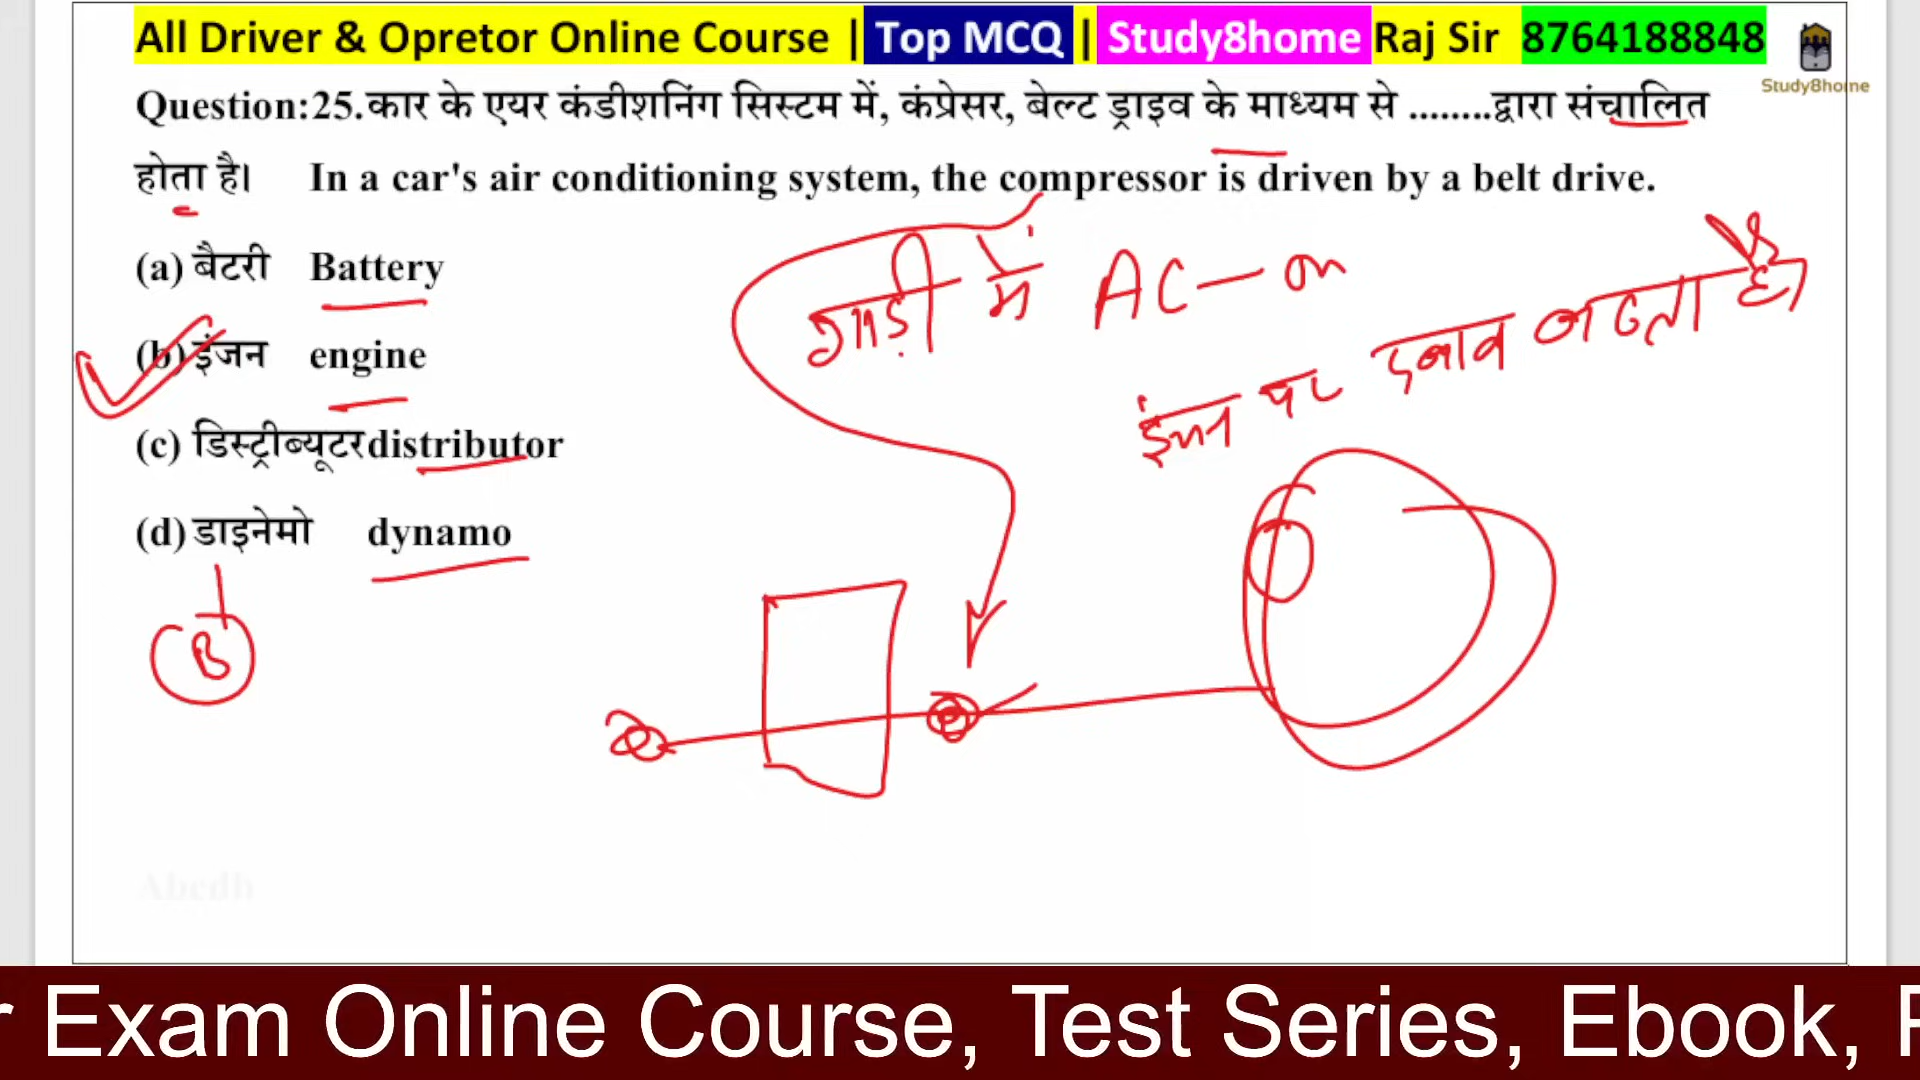 All Driver & Opretor Online Course | Top MCQ | Study8home Raj Sir 8764188848
Study8home
Question:25.कार के एयर कंडीशनिंग सिस्टम में, कंप्रेसर, बेल्ट ड्राइव के माध्यम से ........द्वारा संचालित
होता है। In a car's air conditioning system, the compressor is driven by a belt drive.
(a) बैटरी Battery
(b) इंजन engine
(c) डिस्ट्रीब्यूटर distributor
(d) डाइनेमो dynamo
गाड़ी में AC – on
इंजन पर दबाव बढता है।
B
Abcdh
r Exam Online Course, Test Series, Ebook, P